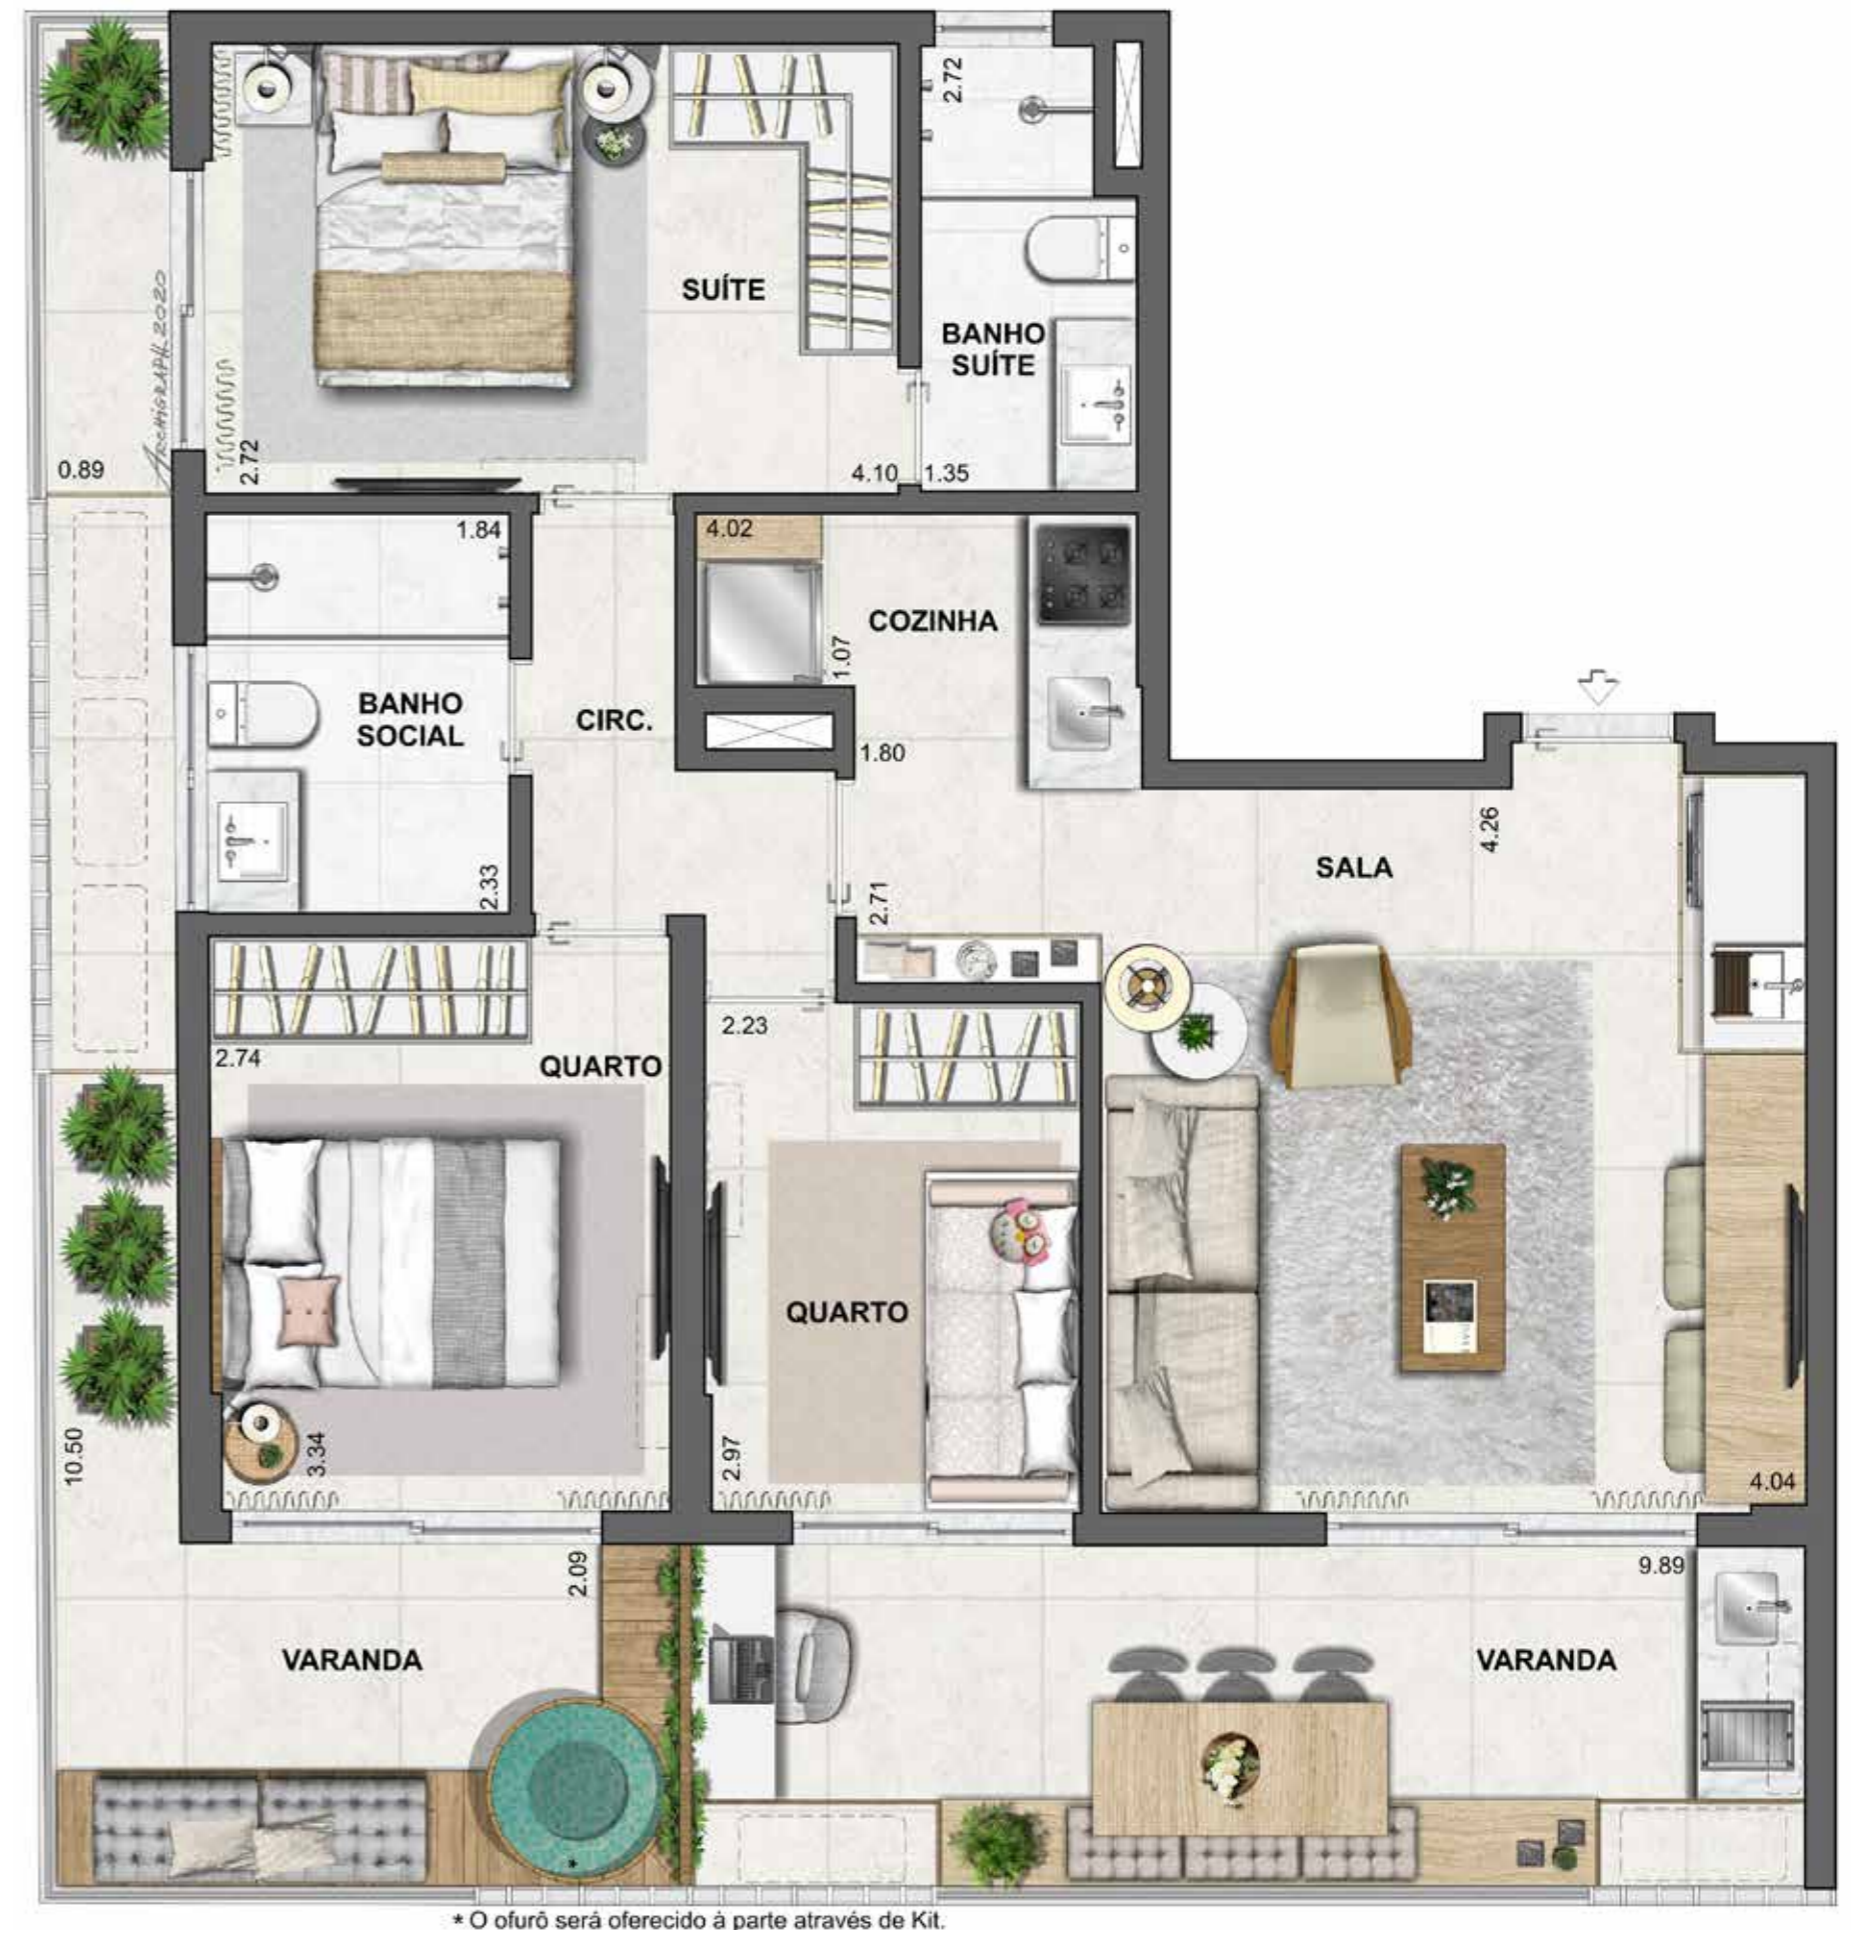 2.72
SUÍTE
BANHO
SUÍTE
ARCHIGRAPH 2020
0.89
2.72
4.10
1.35
1.84
4.02
COZINHA
1.07
BANHO
SOCIAL
CIRC.
1.80
4.26
SALA
2.33
2.71
2.74
QUARTO
2.23
QUARTO
10.50
3.34
2.97
4.04
2.09
9.89
VARANDA
VARANDA
*
* O ofurô será oferecido à parte através de Kit.